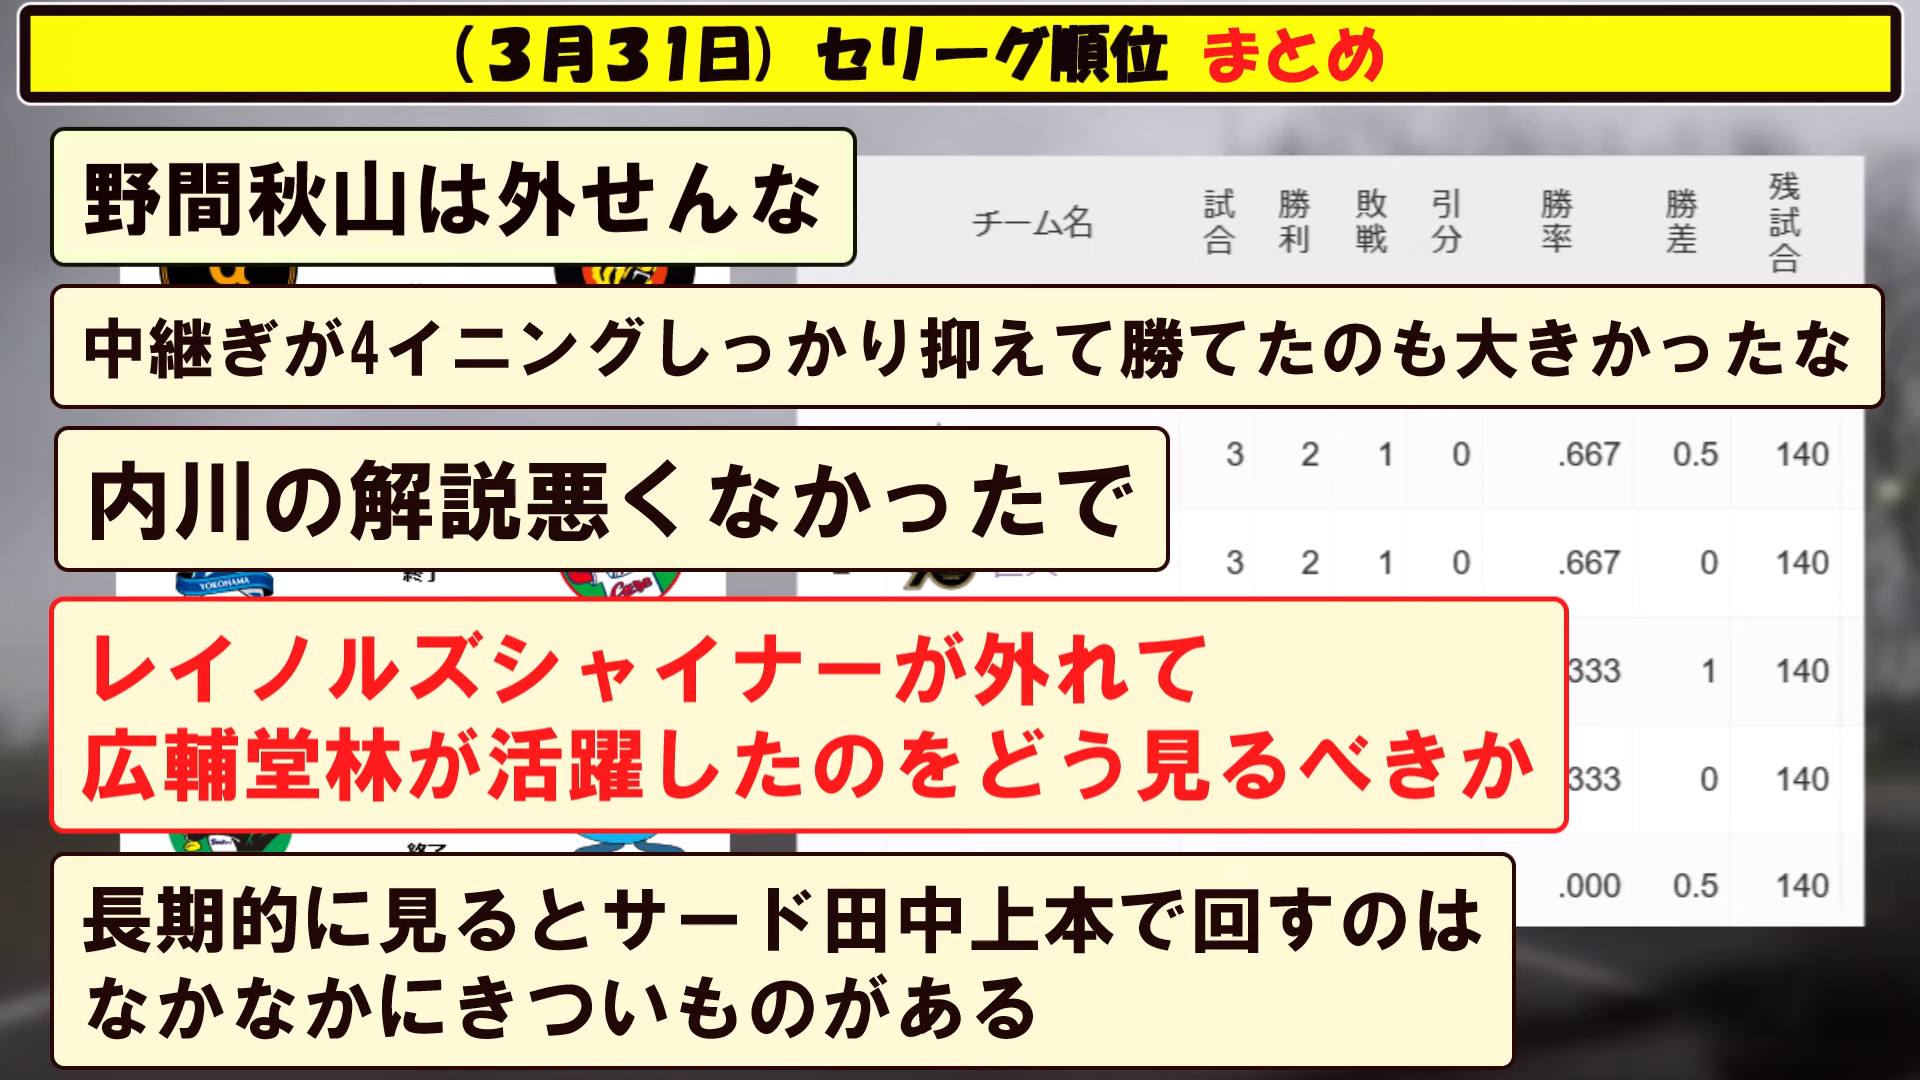 （3月31日）セリーグ順位 まとめ
野間秋山は外せんな
チーム名 試合 勝利 敗戦 引分 勝率 勝差 残試合
中継ぎが4イニングしっかり抑えて勝てたのも大きかったな
3 2 1 0 .667 0.5 140
内川の解説悪くなかったで
3 2 1 0 .667 0 140
YOKOHAMA
終了
Carp
レイノルズシャイナーが外れて
広輔堂林が活躍したのをどう見るべきか
333 1 140
333 0 140
終了
長期的に見るとサード田中上本で回すのは
なかなかにきついものがある
.000 0.5 140